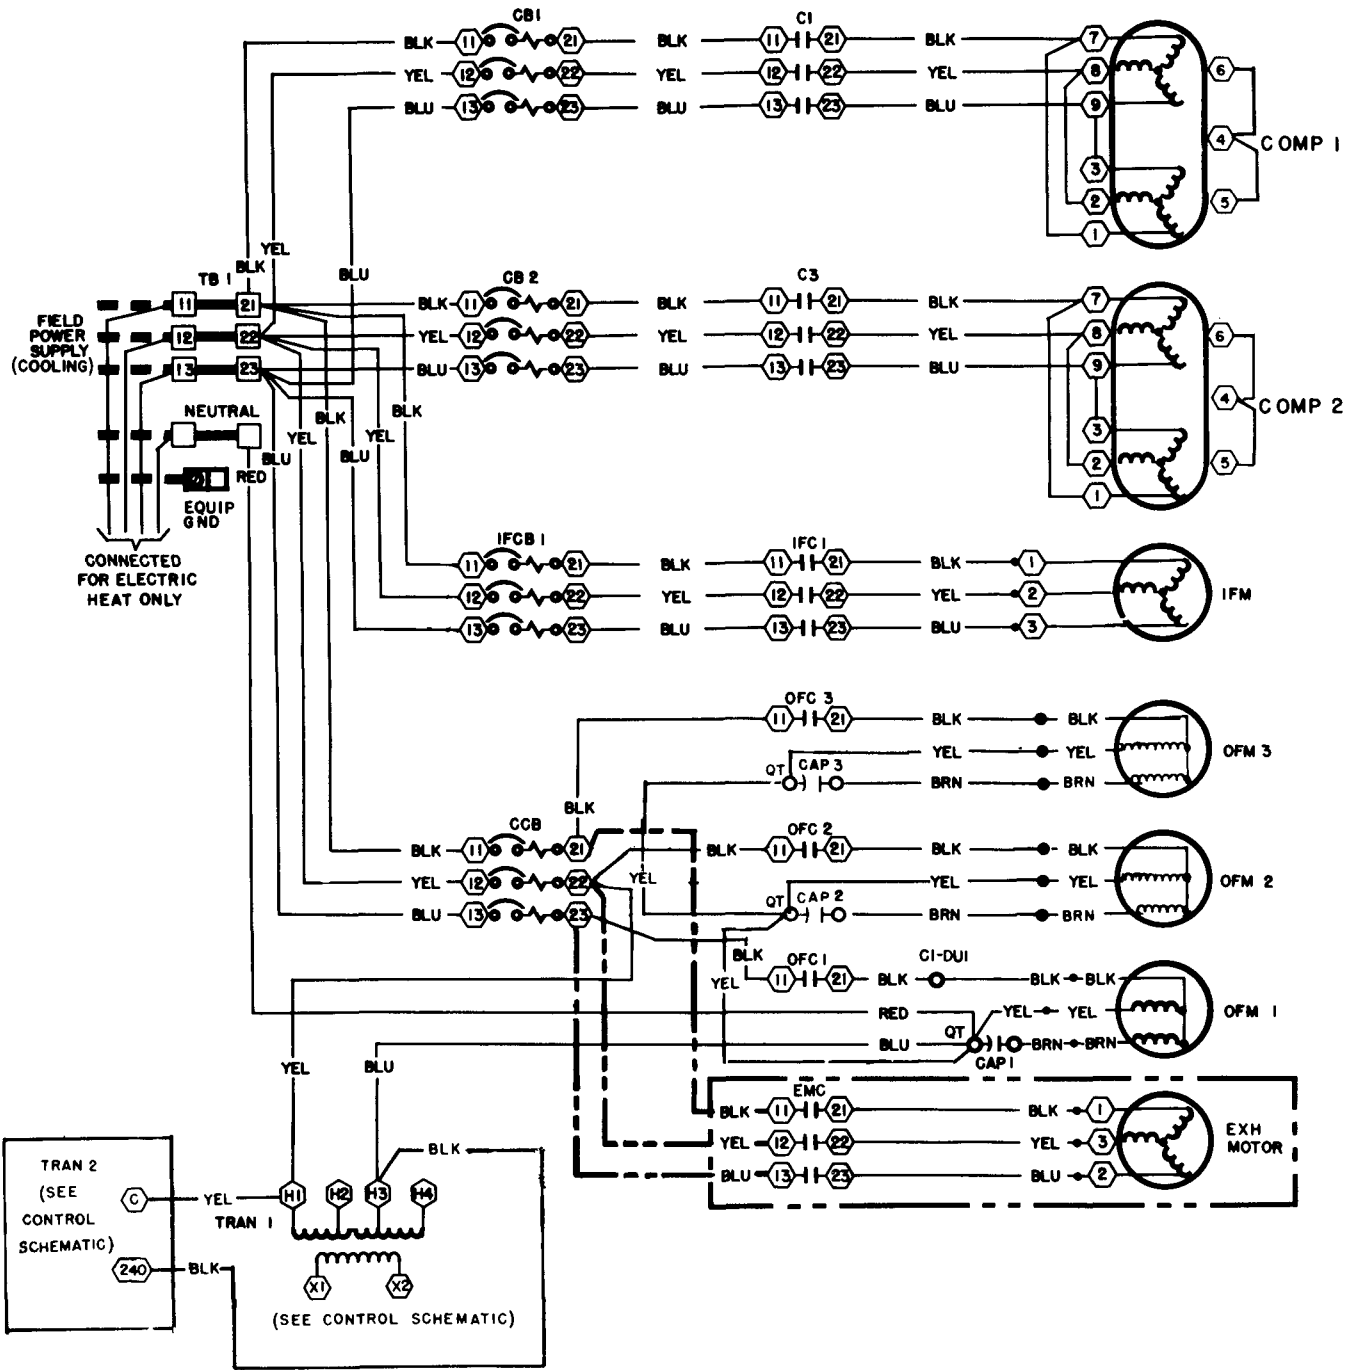 CB1 C1
BLK 11 21 BLK 11 21 BLK 7
YEL 12 22 YEL 12 22 YEL 8 6
BLU 13 23 BLU 13 23 BLU 9
4 COMP 1
3
2 5
1
YEL
BLK
BLU
TB 1
CB 2 C3
11 21 BLK 11 21 BLK 11 21 BLK 7
12 22 YEL 12 22 YEL 12 22 YEL 8 6
13 23 BLU 13 23 BLU 13 23 BLU 9
FIELD
POWER
SUPPLY
(COOLING)
4 COMP 2
3
2 5
1
NEUTRAL
BLK
BLK
YEL
YEL
BLU
BLU
RED
EQUIP
GND
CONNECTED
FOR ELECTRIC
HEAT ONLY
IFCB 1 IFC 1
11 21 BLK 11 21 BLK 1
12 22 YEL 12 22 YEL 2 IFM
13 23 BLU 13 23 BLU 3
OFC 3
11 21 BLK BLK
YEL YEL OFM 3
QT CAP 3 BRN BRN
BLK
CCB OFC 2
BLK 11 21 BLK 11 21 BLK BLK
YEL 12 22 YEL YEL YEL OFM 2
BLU 13 23 QT CAP 2 BRN BRN
BLK
YEL
OFC 1 C1-DU1
11 21 BLK BLK BLK
RED YEL YEL OFM 1
BLU QT CAP 1 BRN BRN
YEL BLU
EMC
BLK 11 21 BLK 1
YEL 12 22 YEL 3 EXH
MOTOR
BLU 13 23 BLU 2
BLK
TRAN 2
(SEE
CONTROL
SCHEMATIC)
C YEL H1 H2 H3 H4
TRAN 1
240 BLK
X1 X2
(SEE CONTROL SCHEMATIC)